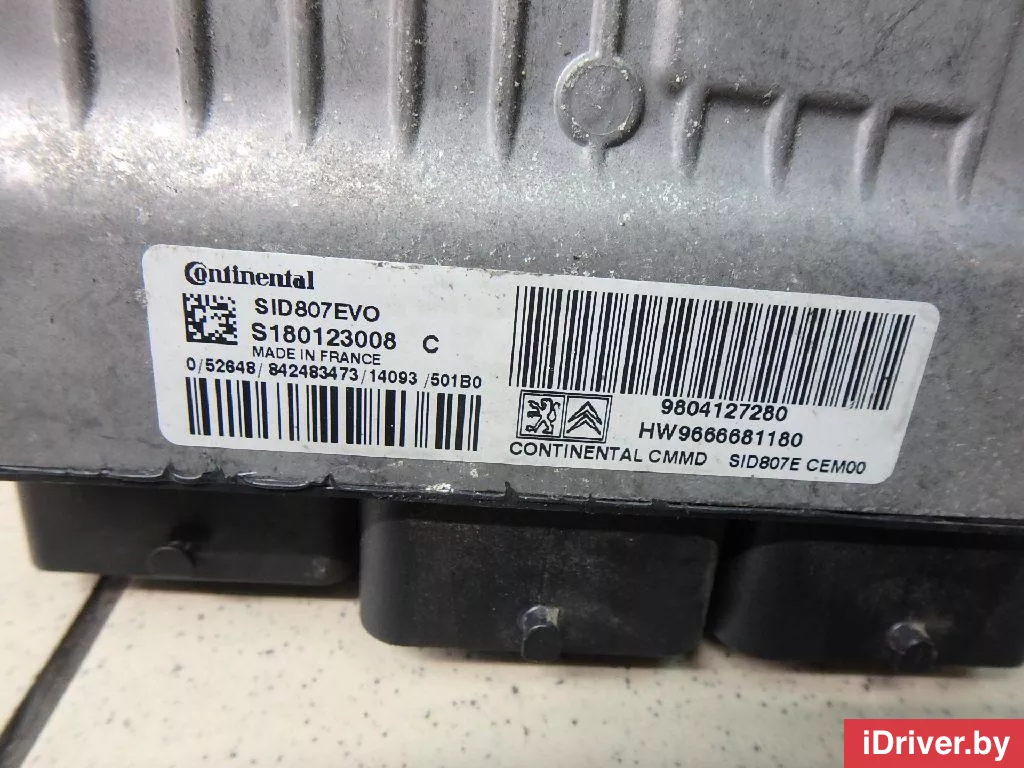 Continental
SID807EVO
S180123008 C
MADE IN FRANCE
0/52648/842483473/14093/501B0
H
9804127280
HW9666681180
CONTINENTAL CMMD SID807E CEM00
iDriver.by